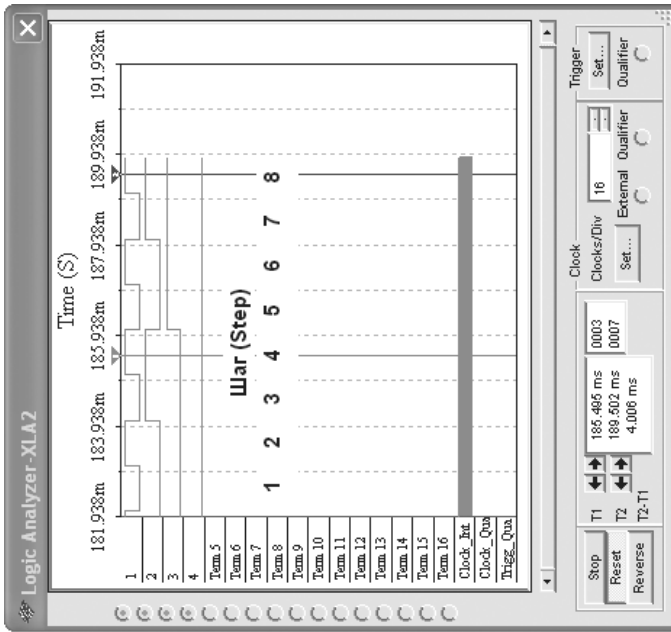 Logic Analyzer-XLA2
Time (S)
181.938m 183.938m 185.938m 187.938m 189.938m 191.938m
1
2
3
4
Term 5
Term 6
Term 7
Term 8
Term 9
Term 10
Term 11
Term 12
Term 13
Term 14
Term 15
Term 16
Clock_Int
Clock_Qua
Trigg_Qua
Шаг (Step)
1 2 3 4 5 6 7 8
Stop
Reset
Reverse
T1 185.495 ms 0003
T2 189.502 ms 0007
T2-T1 4.006 ms
Clock
Clocks/Div 16
Set... External Qualifier
Trigger
Set...
Qualifier